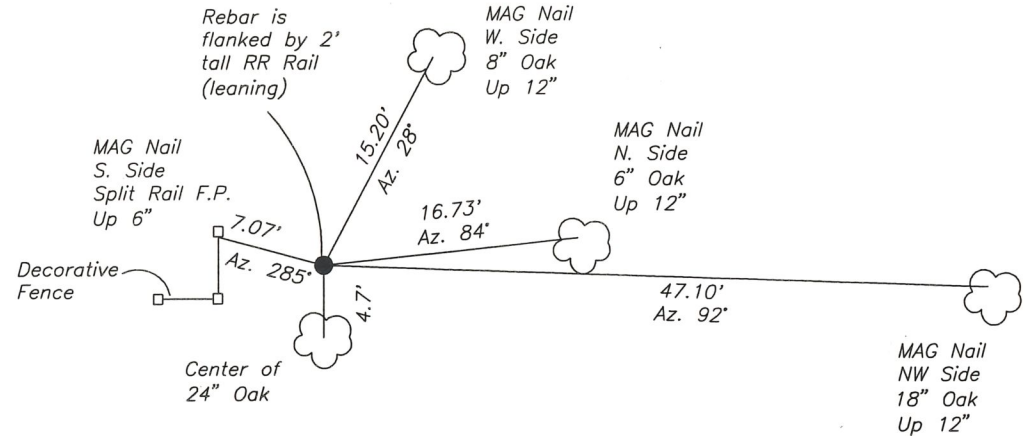 Rebar is
flanked by 2'
tall RR Rail
(leaning)
MAG Nail
W. Side
8" Oak
Up 12"
MAG Nail
S. Side
Split Rail F.P.
Up 6"
15.20'
Az. 28°
MAG Nail
N. Side
6" Oak
Up 12"
7.07'
Az. 285°
16.73'
Az. 84°
Decorative
Fence
4.7'
47.10'
Az. 92°
Center of
24" Oak
MAG Nail
NW Side
18" Oak
Up 12"